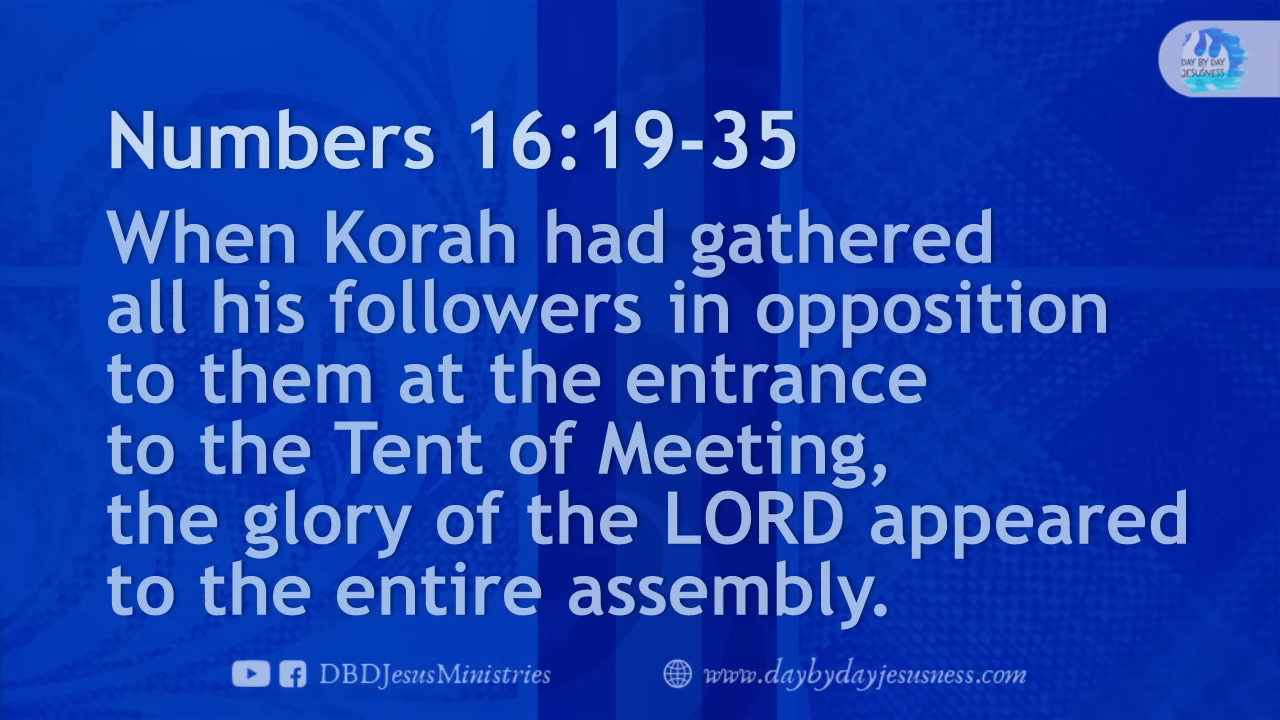 DAY BY DAY
JESUSNESS
Numbers 16:19-35
When Korah had gathered
all his followers in opposition
to them at the entrance
to the Tent of Meeting,
the glory of the LORD appeared
to the entire assembly.
DBDJesusMinistries
www.daybydayjesusness.com